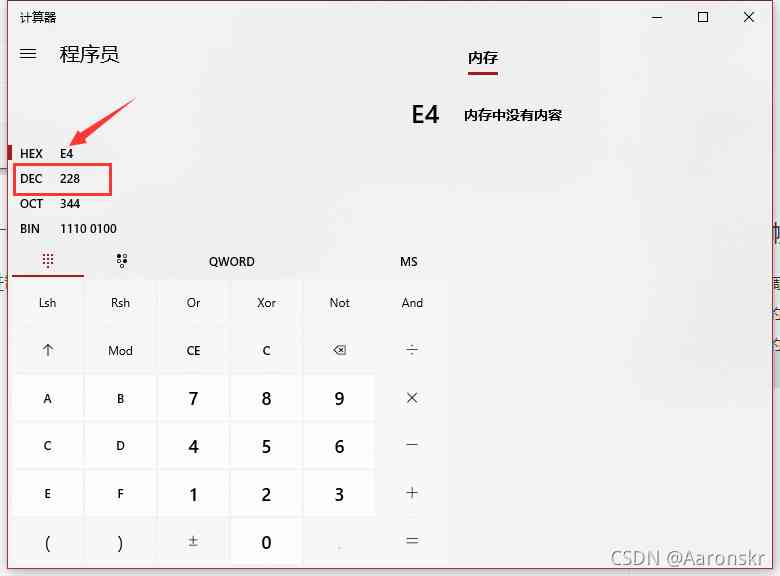 计算器
程序员
内存
E4
内存中没有内容
HEX E4
DEC 228
OCT 344
BIN 1110 0100
QWORD MS
Lsh Rsh Or Xor Not And
↑ Mod CE C ⌫ ÷
A B 7 8 9 ×
C D 4 5 6 −
E F 1 2 3 +
( ) ± 0 . =
CSDN @Aaronskr